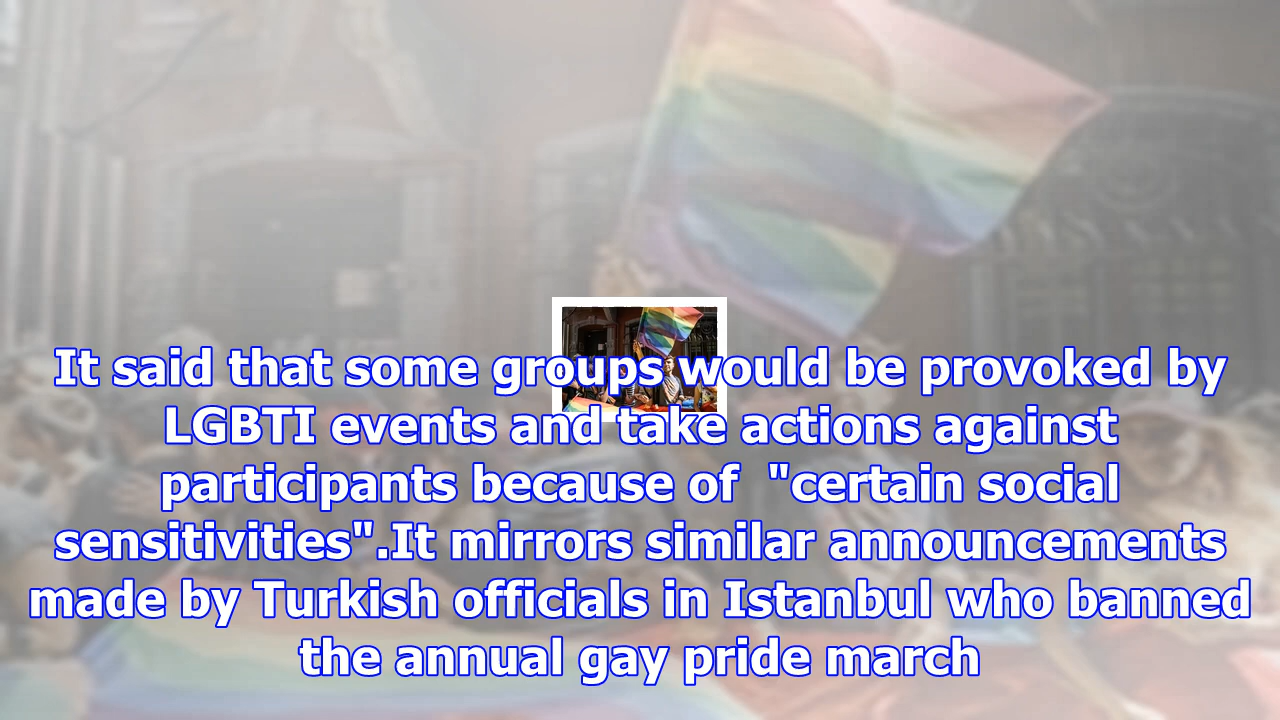 It said that some groups would be provoked by
LGBTI events and take actions against
participants because of  "certain social
sensitivities".It mirrors similar announcements
made by Turkish officials in Istanbul who banned
the annual gay pride march